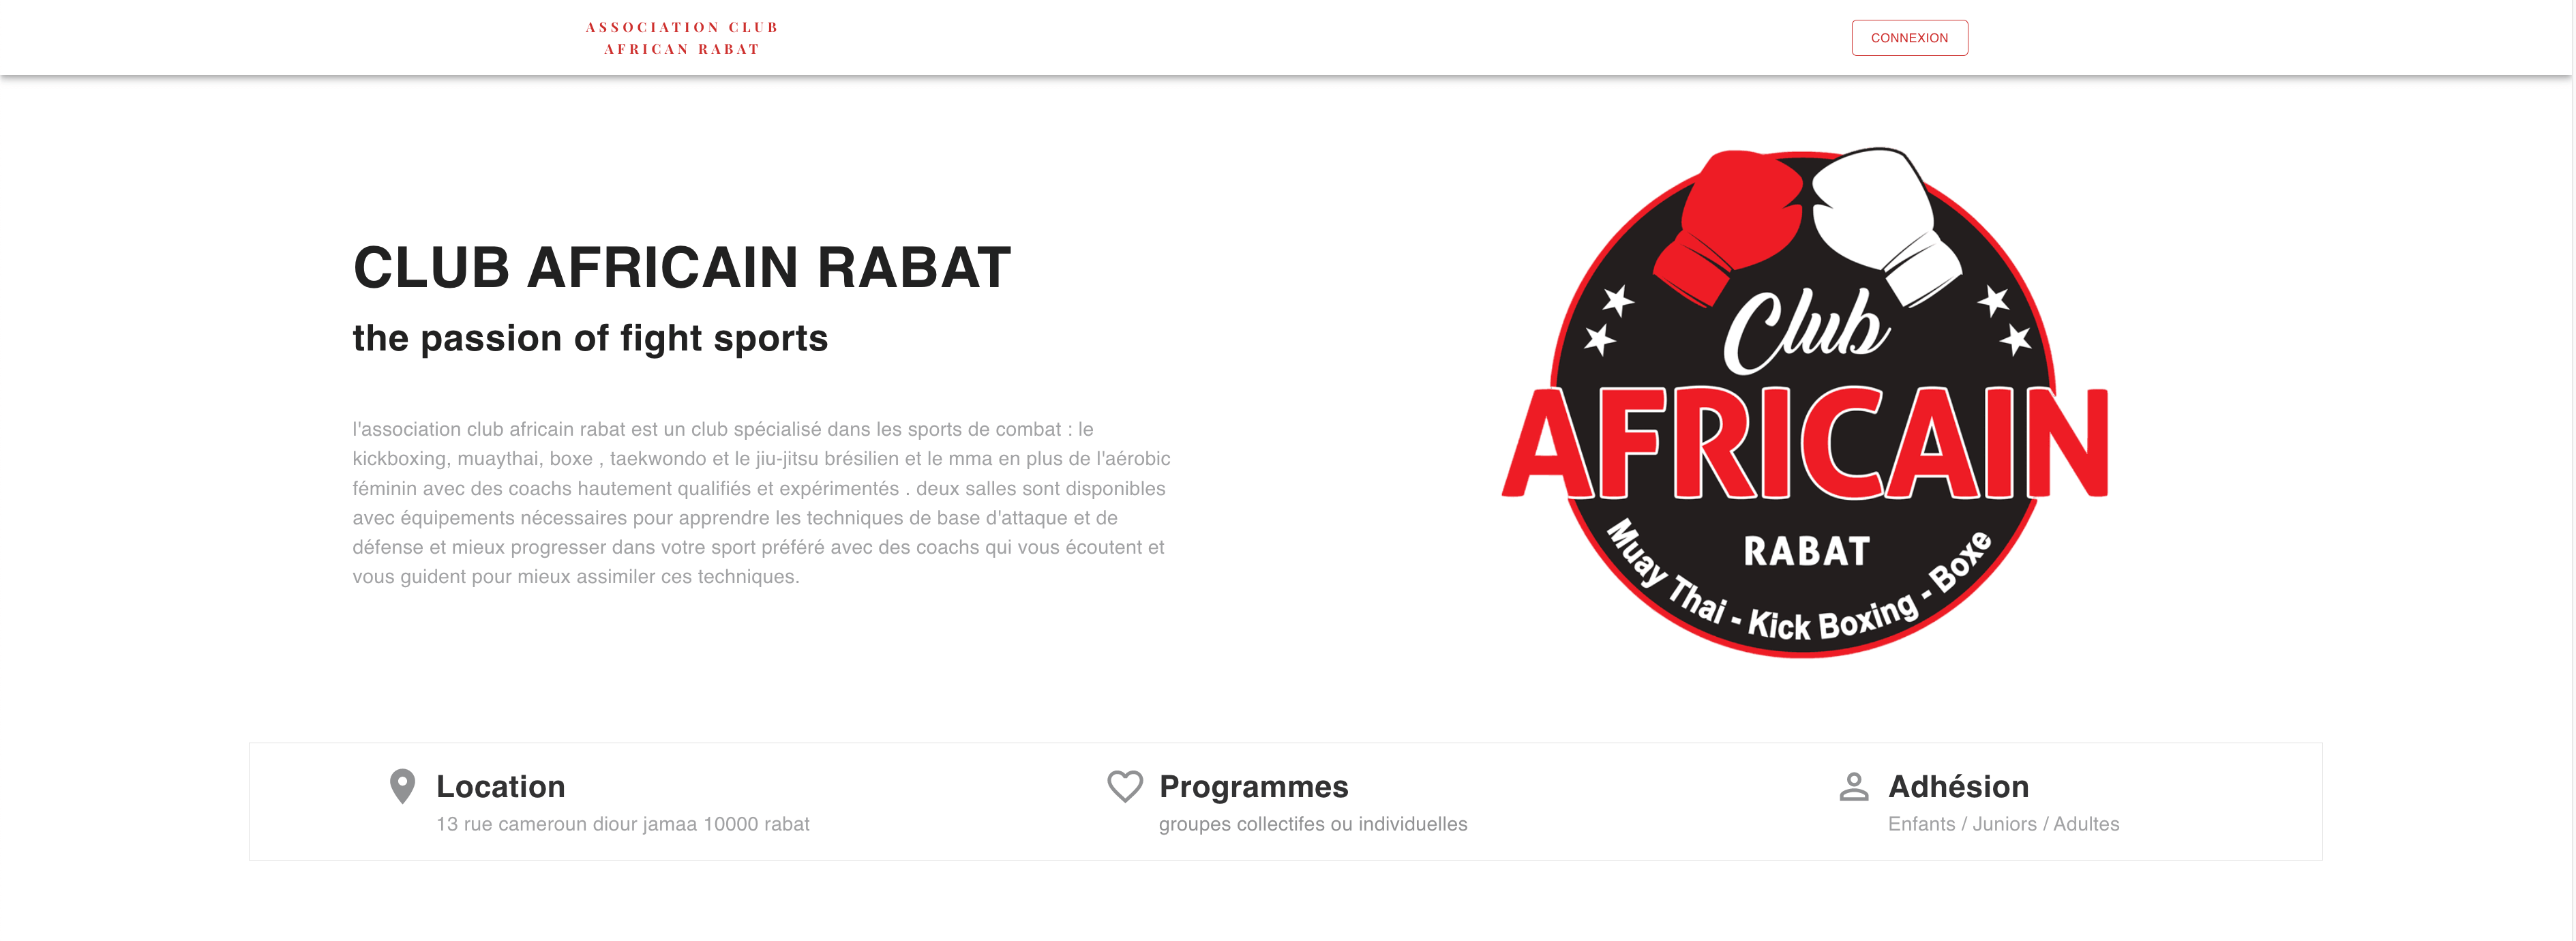 ASSOCIATION CLUB
AFRICAN RABAT
CONNEXION
CLUB AFRICAIN RABAT
the passion of fight sports
l'association club africain rabat est un club spécialisé dans les sports de combat : le
kickboxing, muaythai, boxe , taekwondo et le jiu-jitsu brésilien et le mma en plus de l'aérobic
féminin avec des coachs hautement qualifiés et expérimentés . deux salles sont disponibles
avec équipements nécessaires pour apprendre les techniques de base d'attaque et de
défense et mieux progresser dans votre sport préféré avec des coachs qui vous écoutent et
vous guident pour mieux assimiler ces techniques.
Club
AFRICAIN
RABAT
Muay Thai - Kick Boxing - Boxe
Location
13 rue cameroun diour jamaa 10000 rabat
Programmes
groupes collectifes ou individuelles
Adhésion
Enfants / Juniors / Adultes